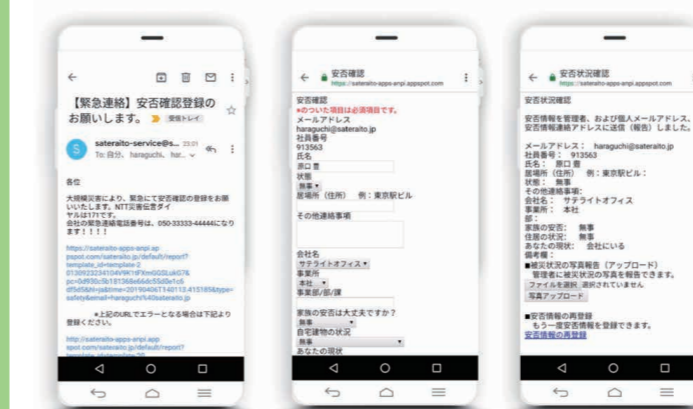 【緊急連絡】安否確認登録の
お願いします。 受信トレイ
sateraito-service@s... 23:01
To: 自分、haraguchi、har...
各位
大規模災害により、緊急にて安否確認の登録をお願
いいたします。NTT災害伝言ダイ
ヤルは171です。
会社の緊急連絡電話番号は、050-33333-44444になり
ます！！！！
https://sateraito-apps-anpi.ap
pspot.com/sateraito.jp/default/report?
template_id=template-2
※上記のURLでエラーとなる場合は下記より
登録ください。
http://sateraito-apps-anpi.app
spot.com/sateraito.jp/default/report?
安否確認
https://sateraito-apps-anpi.appspot.com
安否確認
*のついた項目は必須項目です。
メールアドレス
haraguchi@sateraito.jp
社員番号
913563
氏名
原口 豊
状態
無事
居場所（住所） 例：東京駅ビル
その他連絡事項
会社名
サテライトオフィス
事業所
本社
事業部/部/課
家族の安否は大丈夫ですか？
無事
自宅建物の状況
無事
あなたの現状
安否状況確認
https://sateraito-apps-anpi.appspot.com
安否状況確認
安否情報を管理者、および個人メールアドレス、
安否情報連絡アドレスに送信（報告）しました。
メールアドレス： haraguchi@sateraito.jp
社員番号： 913563
氏名： 原口 豊
居場所（住所） 例：東京駅ビル：
状態： 無事
その他連絡事項：
会社名： サテライトオフィス
事業所： 本社
部：
家族の安否： 無事
住居の状況： 無事
あなたの現状： 会社にいる
備考欄：
■被災状況の写真報告（アップロード）
管理者に被災状況の写真を報告できます。
ファイルを選択 選択されていません
写真アップロード
■安否情報の再登録
もう一度安否情報を登録できます。
安否情報の再登録